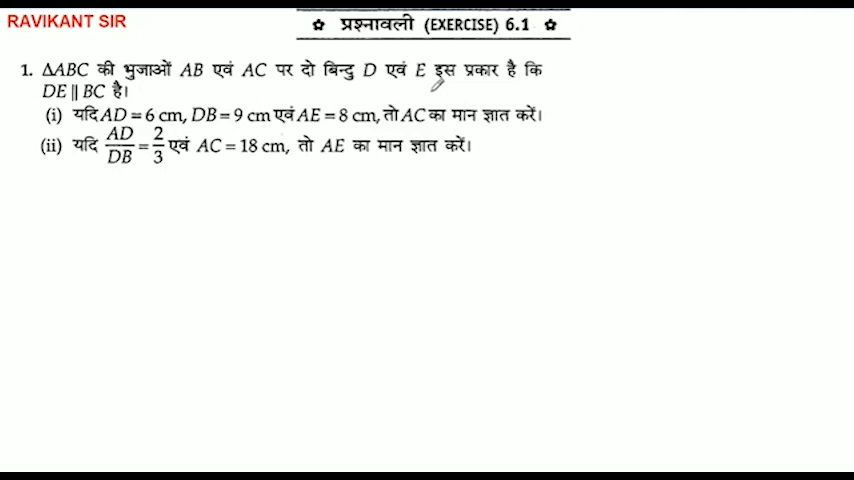 RAVIKANT SIR
✿ प्रश्नावली (EXERCISE) 6.1 ✿
1. ΔABC की भुजाओं AB एवं AC पर दो बिन्दु D एवं E इस प्रकार है कि
DE || BC है।
(i) यदि AD = 6 cm, DB = 9 cm एवं AE = 8 cm, तो AC का मान ज्ञात करें।
(ii) यदि AD/DB = 2/3 एवं AC = 18 cm, तो AE का मान ज्ञात करें।